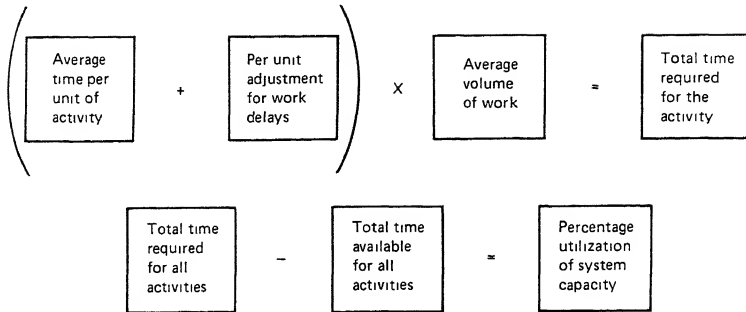 Average
time per
unit of
activity
+
Per unit
adjustment
for work
delays
X
Average
volume
of work
=
Total time
required
for the
activity
Total time
required
for all
activities
–
Total time
available
for all
activities
=
Percentage
utilization
of system
capacity